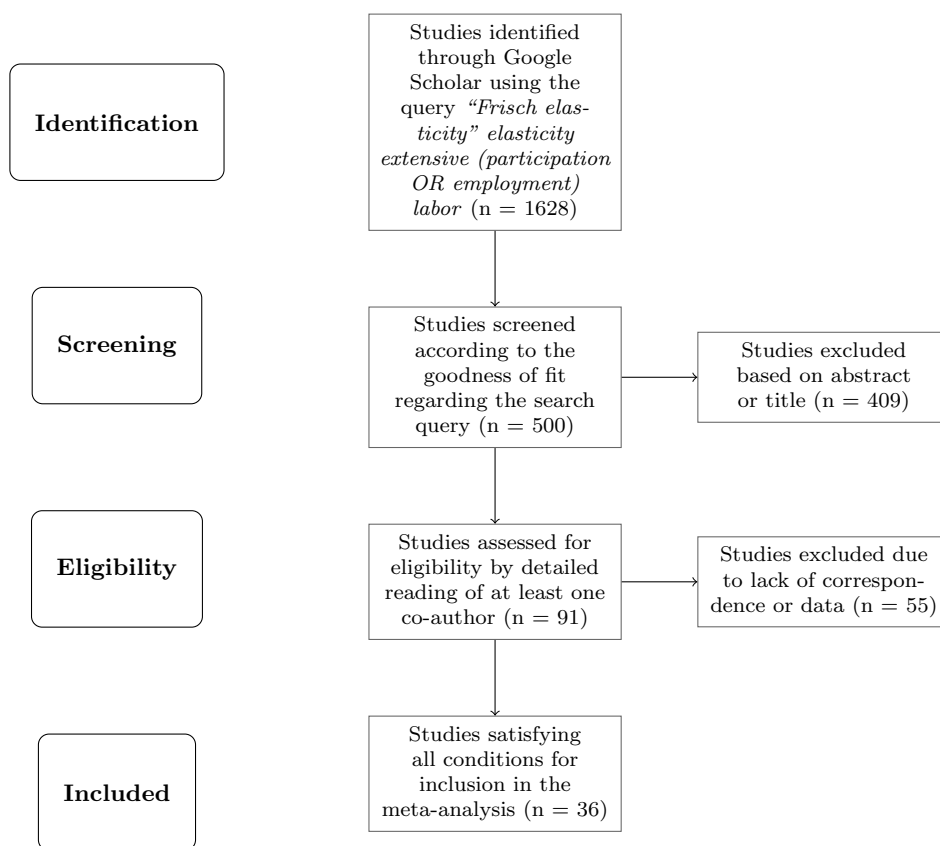 Identification
Studies identified
through Google
Scholar using the
query “Frisch elas-
ticity” elasticity
extensive (participation
OR employment)
labor (n = 1628)
Screening
Studies screened
according to the
goodness of fit
regarding the search
query (n = 500)
Studies excluded
based on abstract
or title (n = 409)
Eligibility
Studies assessed for
eligibility by detailed
reading of at least one
co-author (n = 91)
Studies excluded due
to lack of correspon-
dence or data (n = 55)
Included
Studies satisfying
all conditions for
inclusion in the
meta-analysis (n = 36)